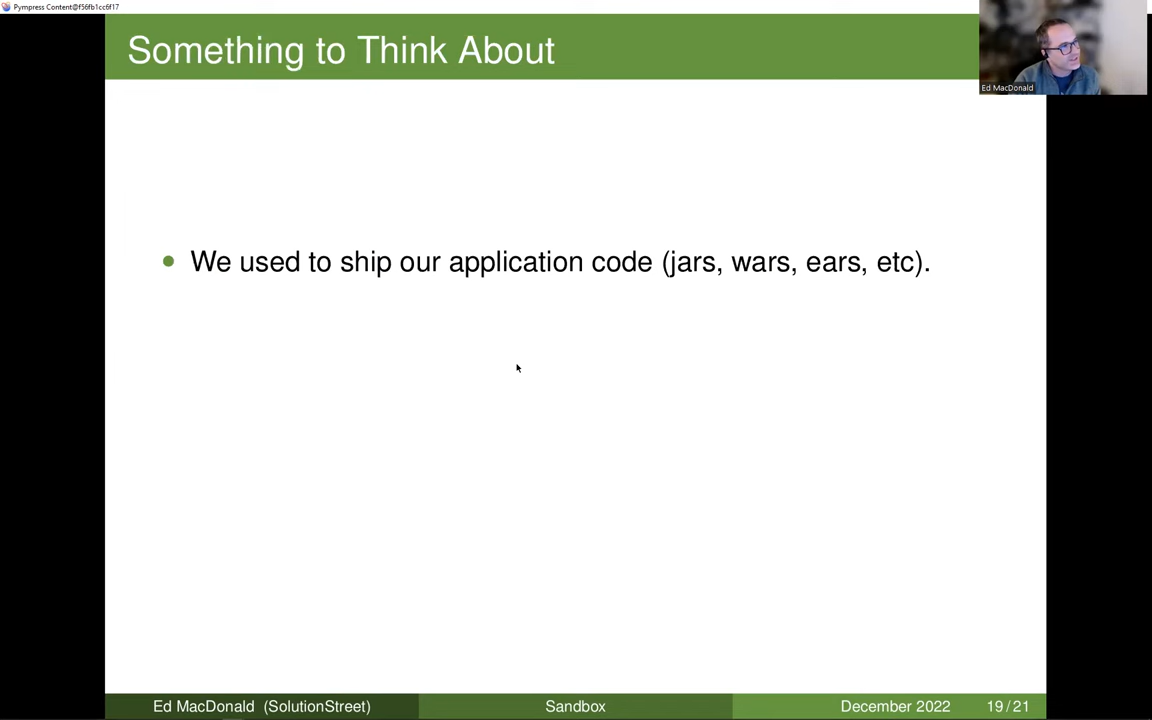 Pympress Content@f56fb1cc6f17
Something to Think About
Ed MacDonald
We used to ship our application code (jars, wars, ears, etc).
Ed MacDonald (SolutionStreet)
Sandbox
December 2022
19 / 21